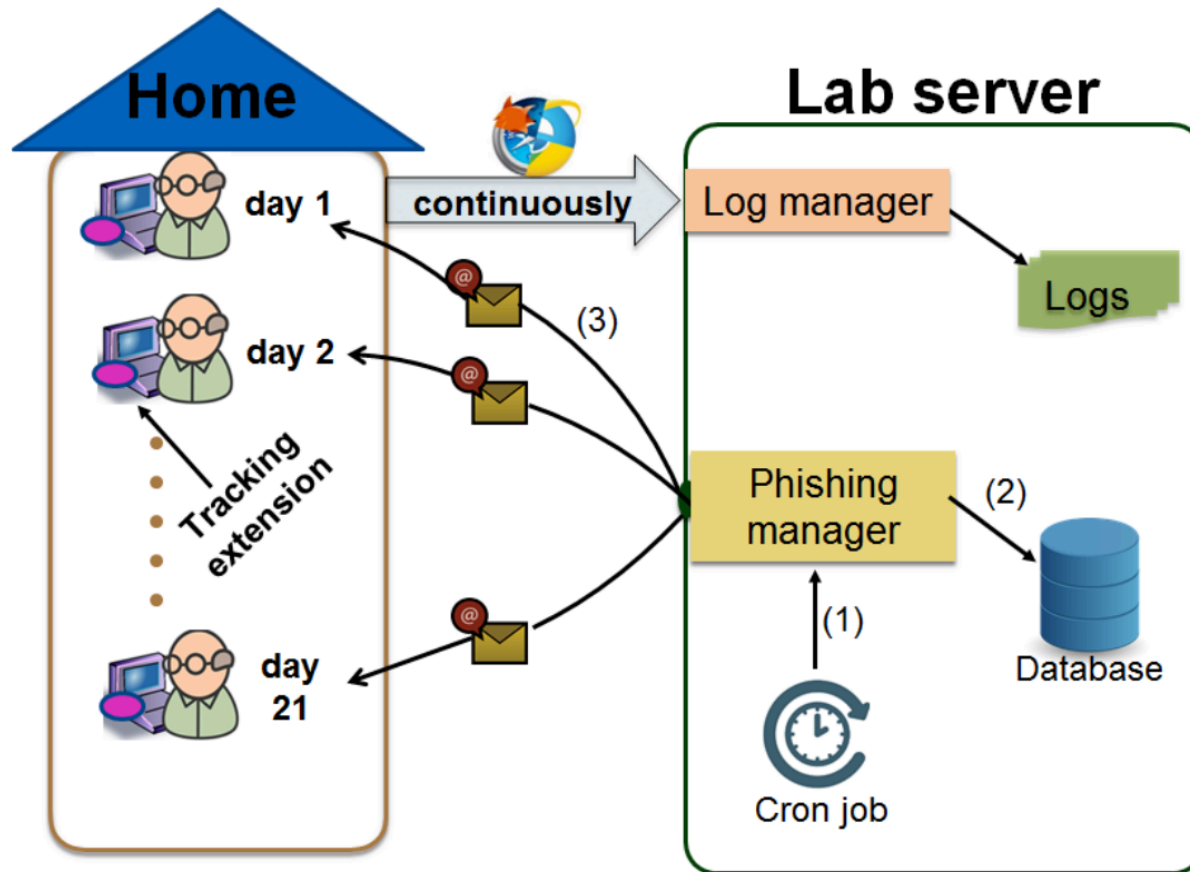 Home
Lab server
day 1
continuously
Log manager
Logs
@
(3)
day 2
@
Tracking
extension
Phishing
manager
(2)
@
(1)
day
21
Database
Cron job